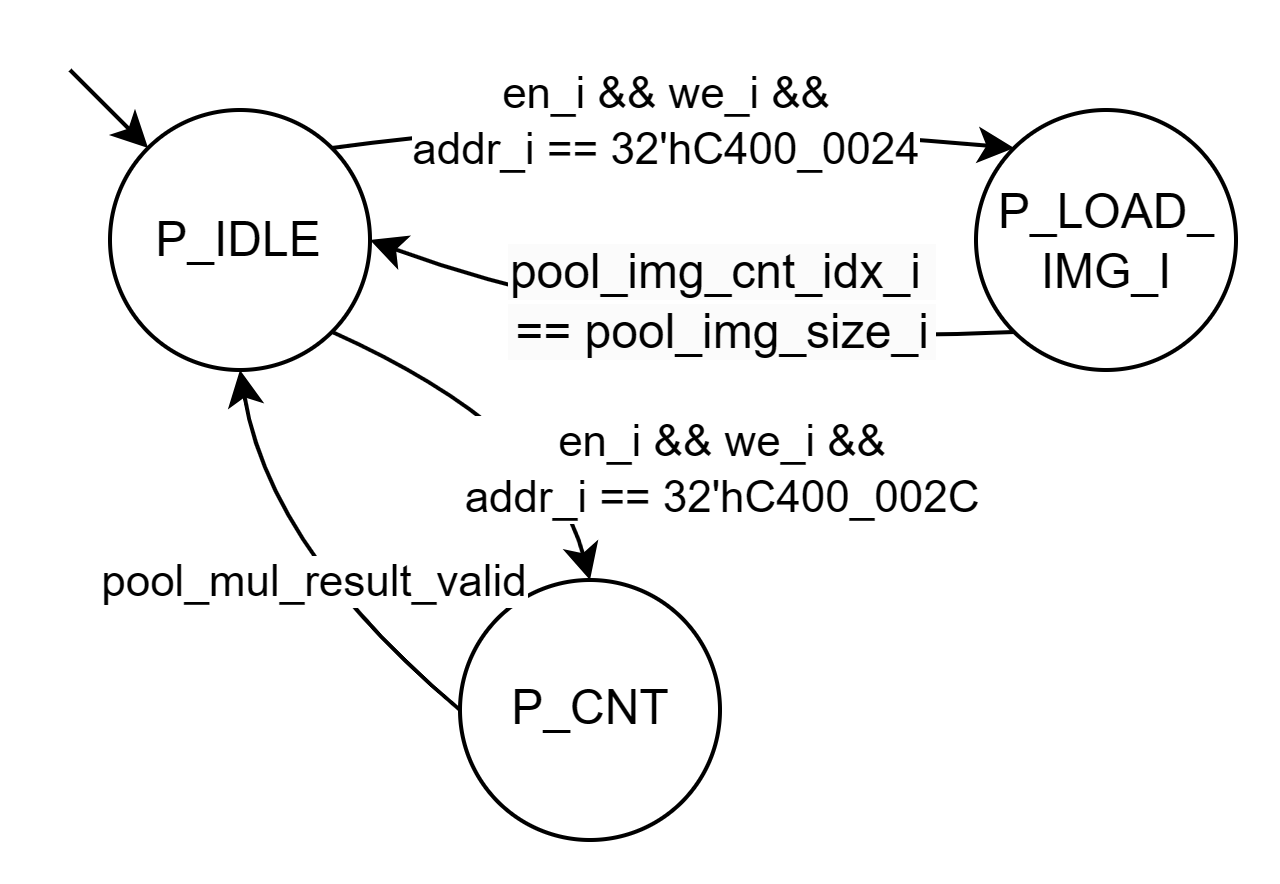 en_i && we_i &&
addr_i == 32'hC400_0024
P_IDLE
P_LOAD_
IMG_I
pool_img_cnt_idx_i
== pool_img_size_i
en_i && we_i &&
addr_i == 32'hC400_002C
pool_mul_result_valid
P_CNT